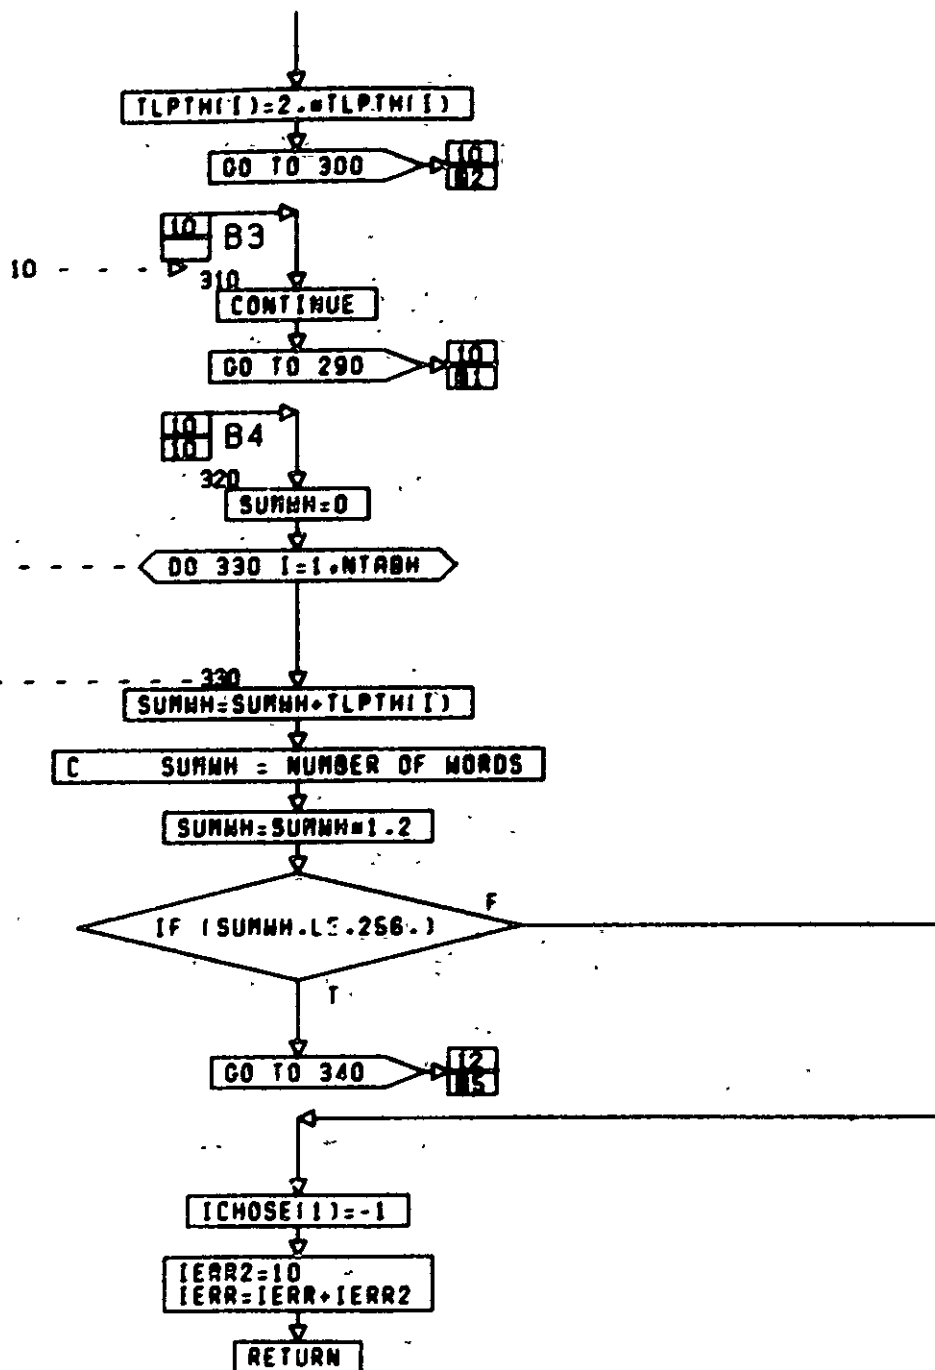 TLPTH(I)=2.*TLPTH(I)
GO TO 300
10
10
B3
10
310
CONTINUE
GO TO 290
10
10
10
B4
320
SUMWH=0
DO 330 I=1,NTABH
330
SUMWH=SUMWH+TLPTH(I)
C SUMWH = NUMBER OF WORDS
SUMWH=SUMWH*1.2
IF (SUMWH.LE.256.)
F
T
GO TO 340
12
ICHOSE(1)=-1
IERR2=10
IERR=IERR+IERR2
RETURN